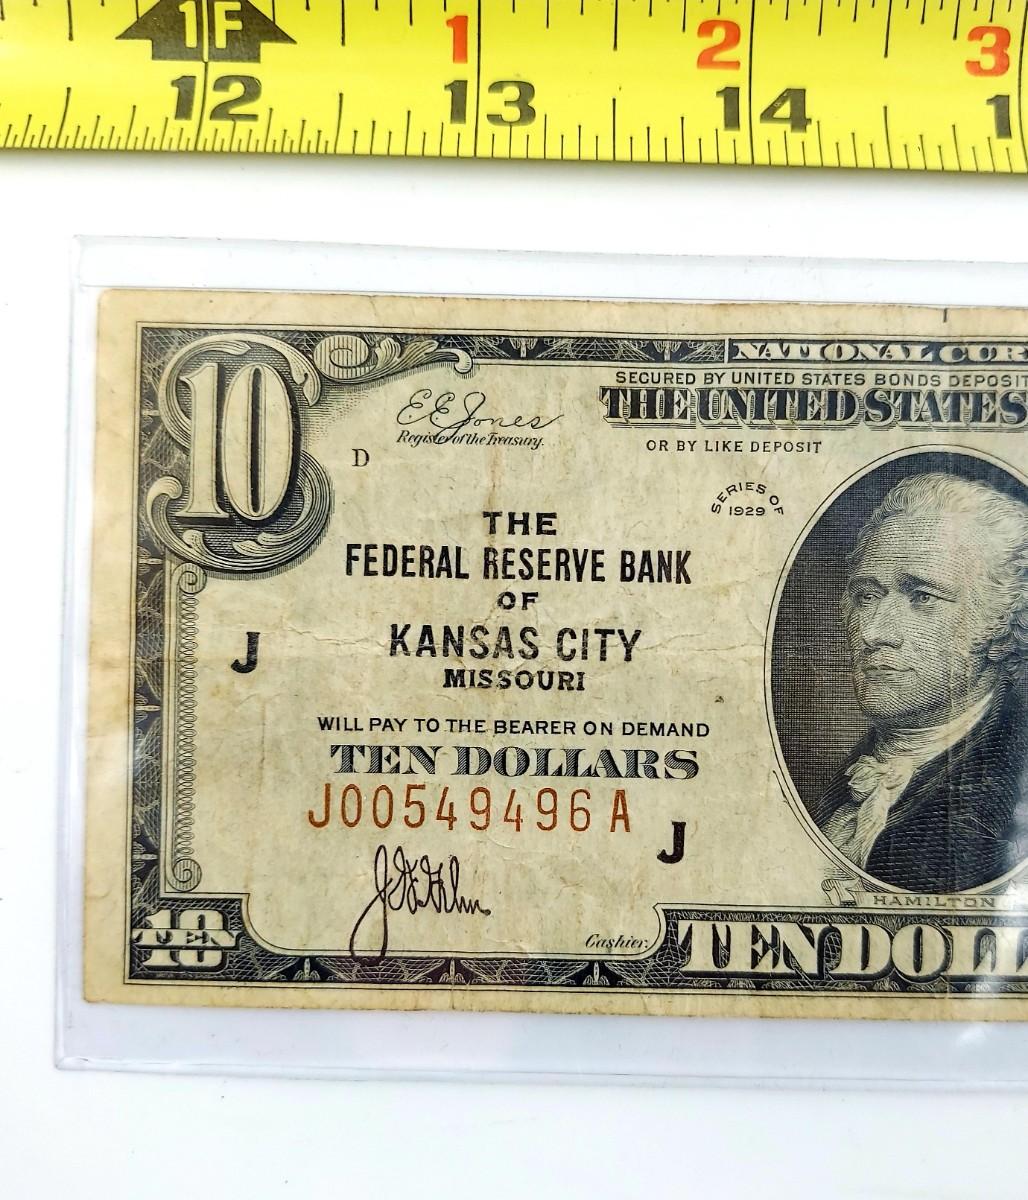 1F 1 2 3
12 13 14 1
10
NATIONAL CUR
SECURED BY UNITED STATES BONDS DEPOSIT
THE UNITED STATES
OR BY LIKE DEPOSIT
E.E. Jones
Register of the Treasury.
D
SERIES OF
1929
THE
FEDERAL RESERVE BANK
OF
KANSAS CITY
MISSOURI
J
WILL PAY TO THE BEARER ON DEMAND
TEN DOLLARS
J00549496A
J
HAMILTON
Cashier.
10
TEN
TEN DOLL